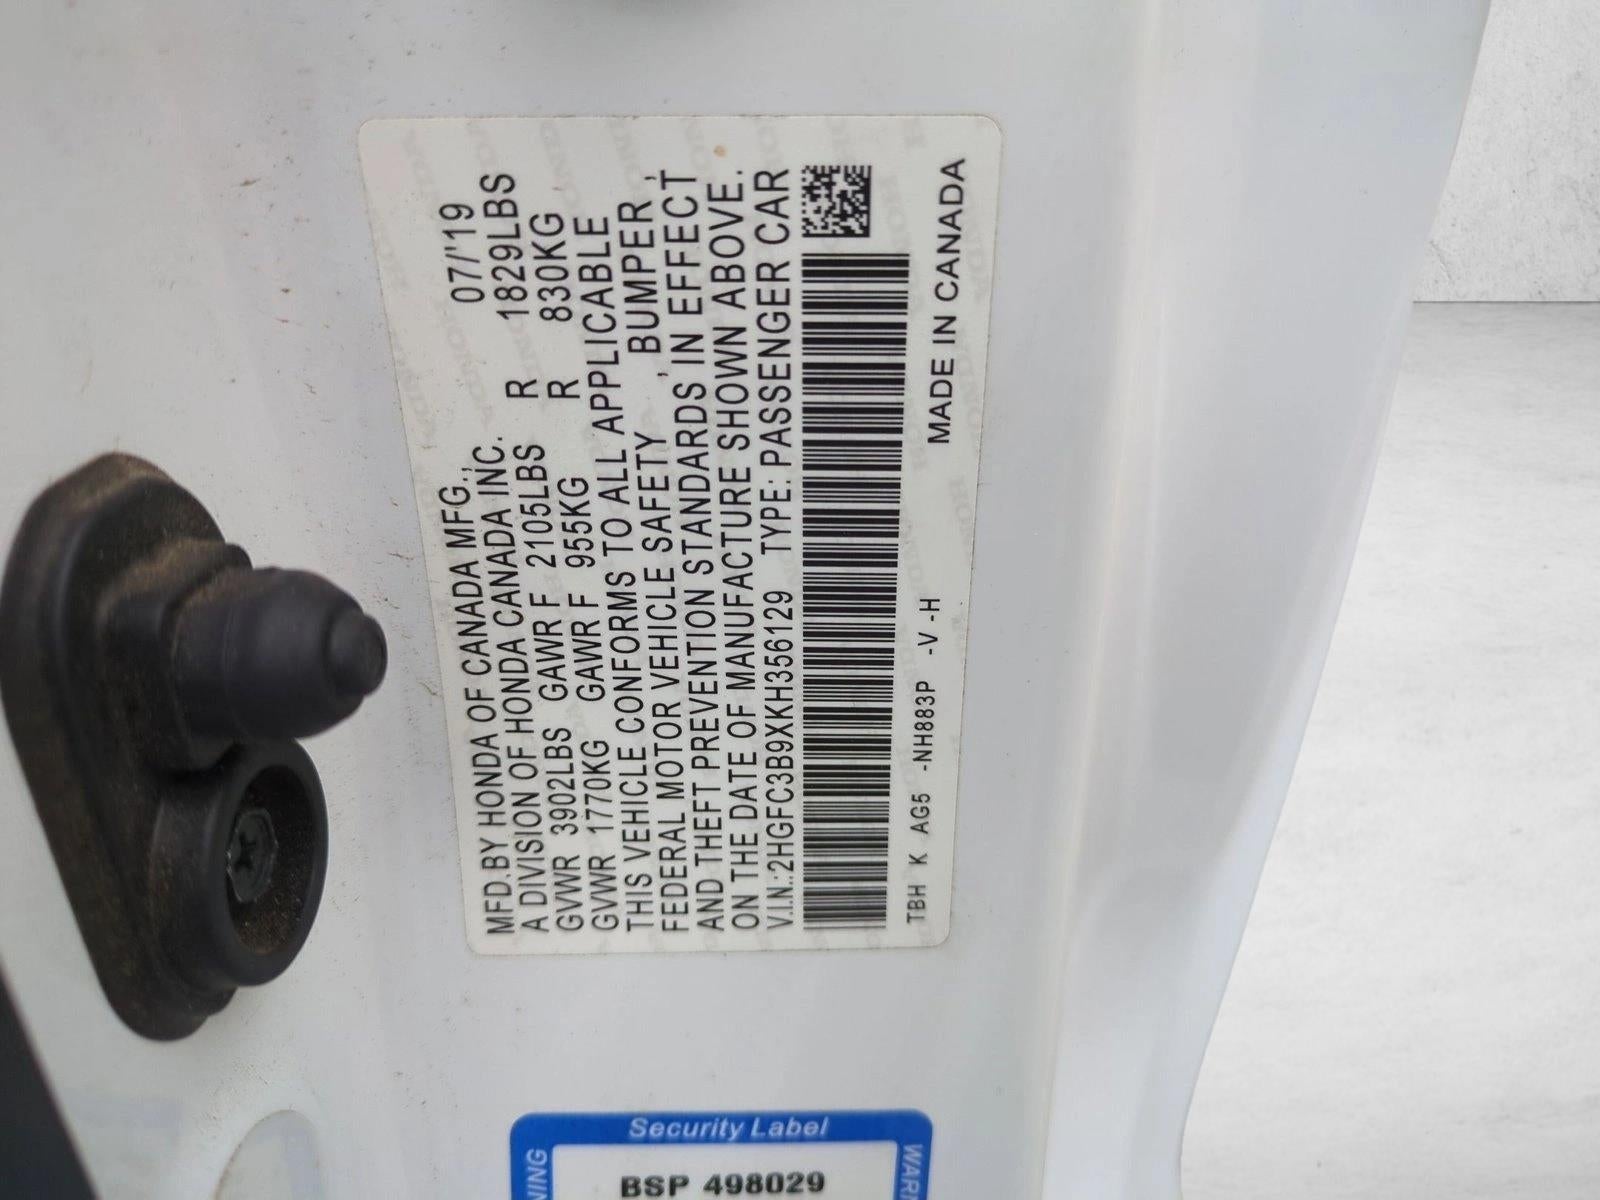 MFD.BY HONDA OF CANADA MFG., 07/'19
A DIVISION OF HONDA CANADA INC.
GVWR 3902LBS GAWR F 2105LBS R 1829LBS
GVWR 1770KG GAWR F 955KG R 830KG
THIS VEHICLE CONFORMS TO ALL APPLICABLE
FEDERAL MOTOR VEHICLE SAFETY , BUMPER ,
AND THEFT PREVENTION STANDARDS IN EFFECT
ON THE DATE OF MANUFACTURE SHOWN ABOVE.
V.I.N.:2HGFC3B9XKH356129 TYPE: PASSENGER CAR
TBH K AG5 -NH883P -V -H MADE IN CANADA
Security Label
BSP 498029